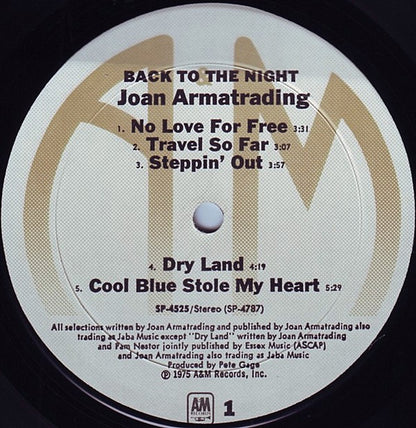 BACK TO THE NIGHT
Joan Armatrading
1. No Love For Free 3:31
2. Travel So Far 3:07
3. Steppin' Out 3:57
4. Dry Land 4:19
5. Cool Blue Stole My Heart 5:29
SP-4525/Stereo (SP-4787)
All selections written by Joan Armatrading and published by Joan Armatrading also
trading as Jaba Music except "Dry Land" written by Joan Armatrading
and Pam Nestor jointly published by Essex Music (ASCAP)
and Joan Armatrading also trading as Jaba Music
Produced by Pete Gage
℗ 1975 A&M Records, Inc.
A&M
RECORDS
1